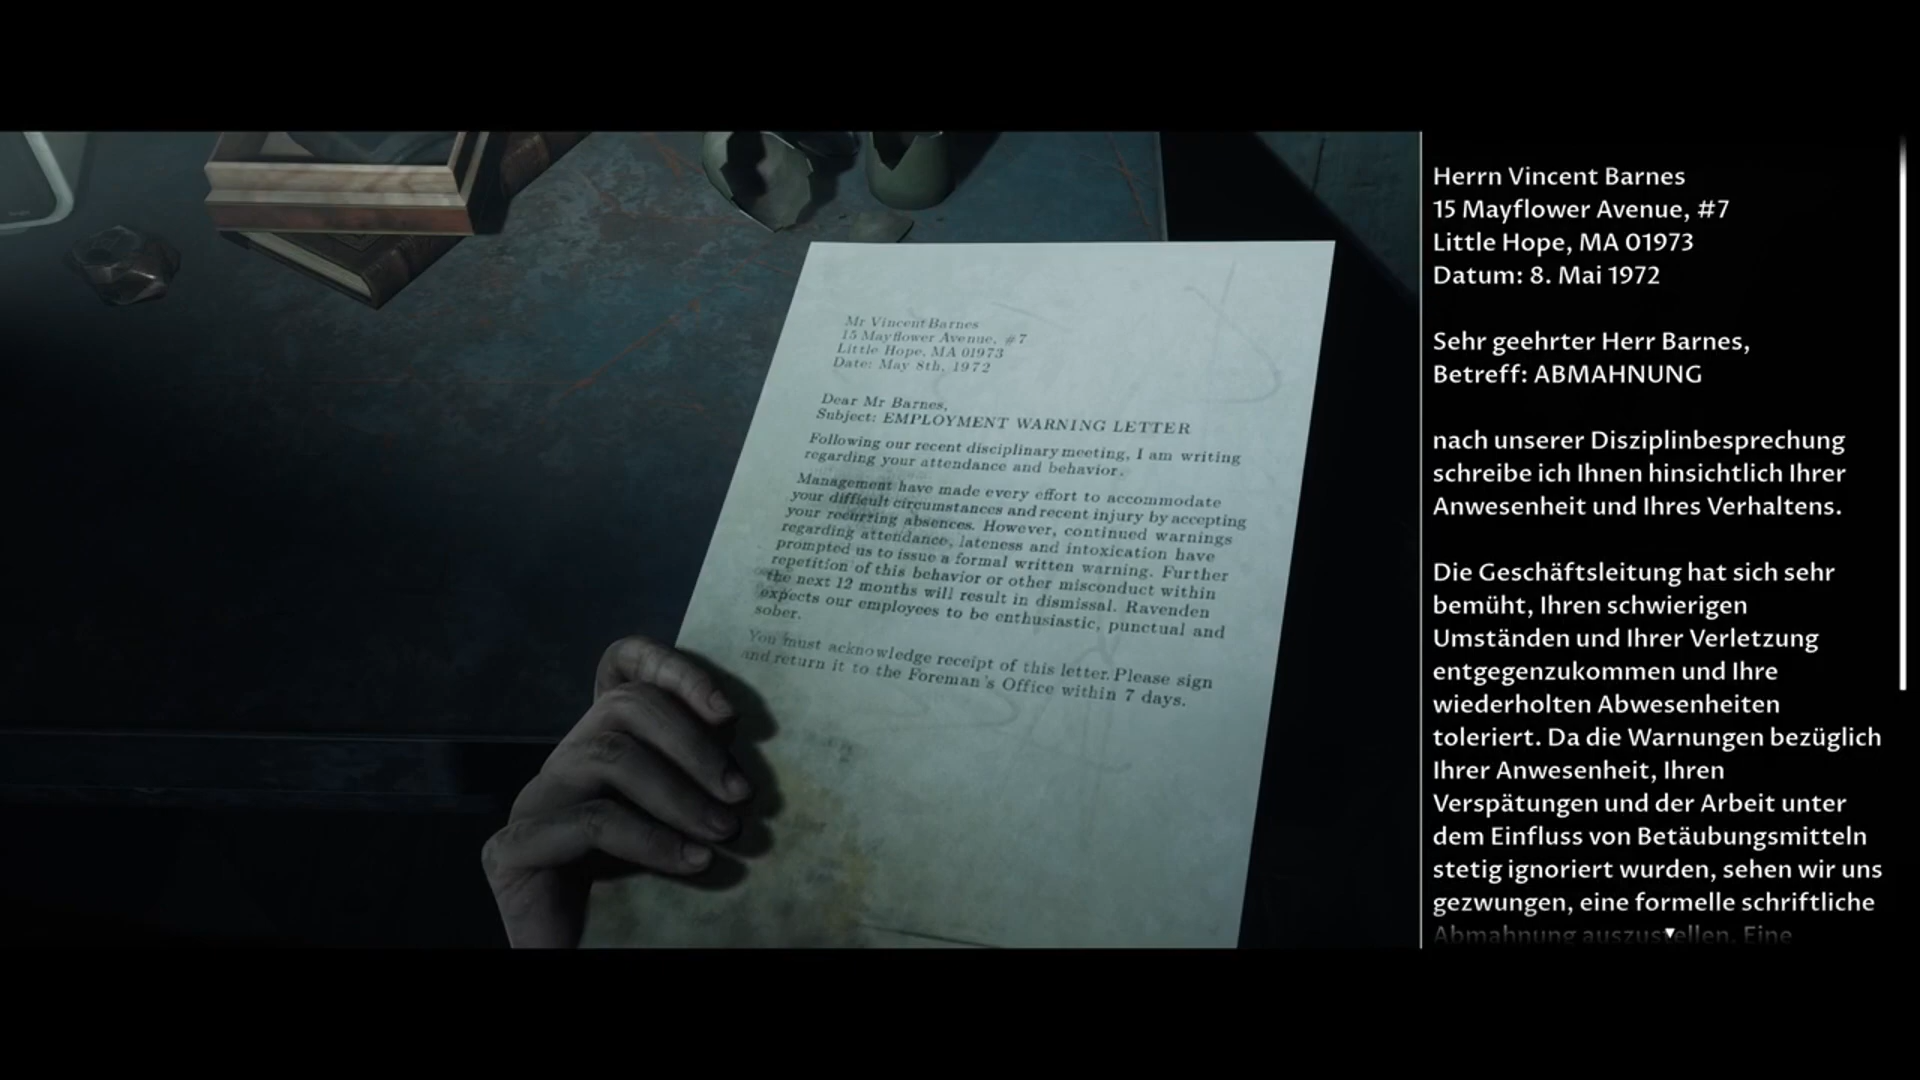 Mr Vincent Barnes
15 Mayflower Avenue, #7
Little Hope, MA 01973
Date: May 8th, 1972
Dear Mr Barnes,
Subject: EMPLOYMENT WARNING LETTER
Following our recent disciplinary meeting, I am writing
regarding your attendance and behavior.
Management have made every effort to accommodate
your difficult circumstances and recent injury by accepting
your recurring absences. However, continued warnings
regarding attendance, lateness and intoxication have
prompted us to issue a formal written warning. Further
repetition of this behavior or other misconduct within
the next 12 months will result in dismissal. Ravenden
expects our employees to be enthusiastic, punctual and
sober.
You must acknowledge receipt of this letter. Please sign
and return it to the Foreman's Office within 7 days.
Herrn Vincent Barnes
15 Mayflower Avenue, #7
Little Hope, MA 01973
Datum: 8. Mai 1972
Sehr geehrter Herr Barnes,
Betreff: ABMAHNUNG
nach unserer Disziplinbesprechung
schreibe ich Ihnen hinsichtlich Ihrer
Anwesenheit und Ihres Verhaltens.
Die Geschäftsleitung hat sich sehr
bemüht, Ihren schwierigen
Umständen und Ihrer Verletzung
entgegenzukommen und Ihre
wiederholten Abwesenheiten
toleriert. Da die Warnungen bezüglich
Ihrer Anwesenheit, Ihren
Verspätungen und der Arbeit unter
dem Einfluss von Betäubungsmitteln
stetig ignoriert wurden, sehen wir uns
gezwungen, eine formelle schriftliche
Abmahnung auszustellen. Eine